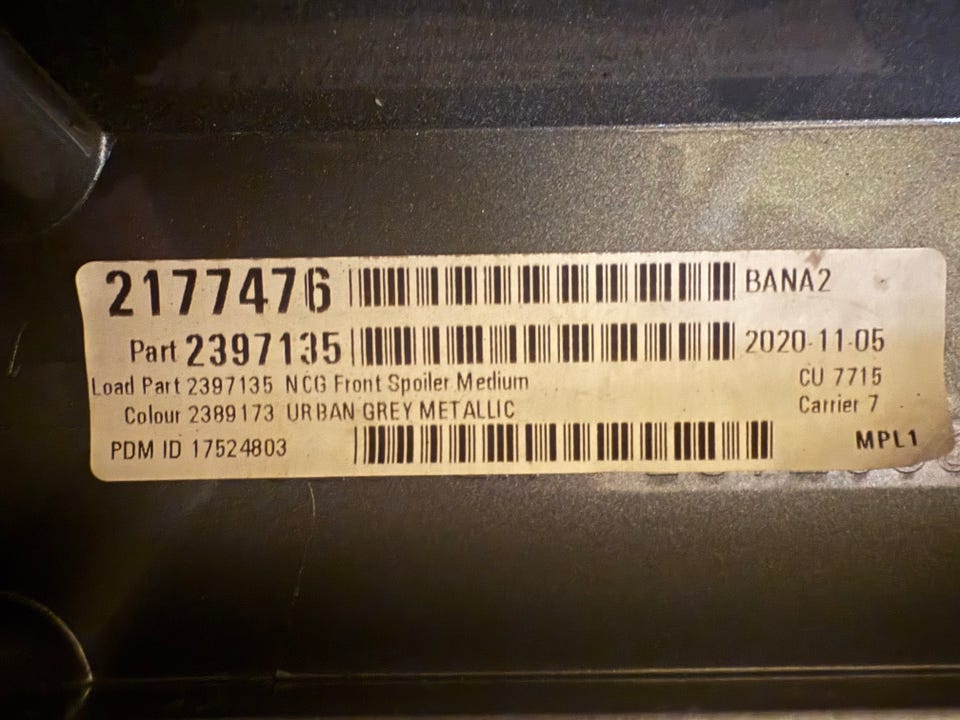 2177476 BANA2
Part 2397135 2020-11-05
Load Part 2397135 NCG Front Spoiler Medium CU 7715
Colour 2389173 URBAN GREY METALLIC Carrier 7
PDM ID 17524803 MPL1